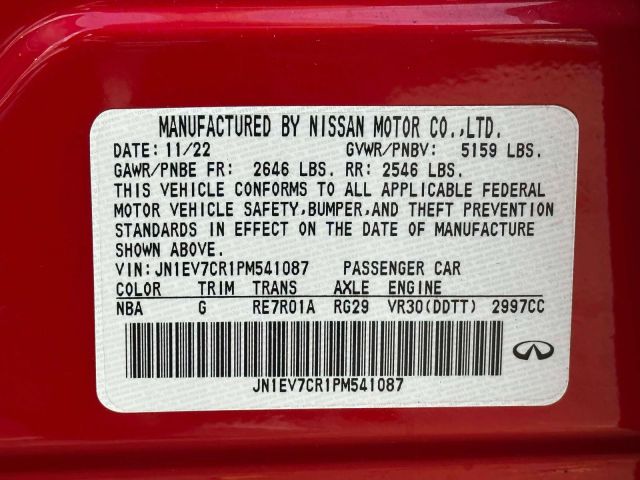 MANUFACTURED BY NISSAN MOTOR CO.,LTD.
DATE: 11/22 GVWR/PNBV: 5159 LBS.
GAWR/PNBE FR: 2646 LBS. RR: 2546 LBS.
THIS VEHICLE CONFORMS TO ALL APPLICABLE FEDERAL
MOTOR VEHICLE SAFETY,BUMPER,AND THEFT PREVENTION
STANDARDS IN EFFECT ON THE DATE OF MANUFACTURE
SHOWN ABOVE.
VIN:JN1EV7CR1PM541087 PASSENGER CAR
COLOR TRIM TRANS AXLE ENGINE
NBA G RE7R01A RG29 VR30(DDTT) 2997CC
JN1EV7CR1PM541087